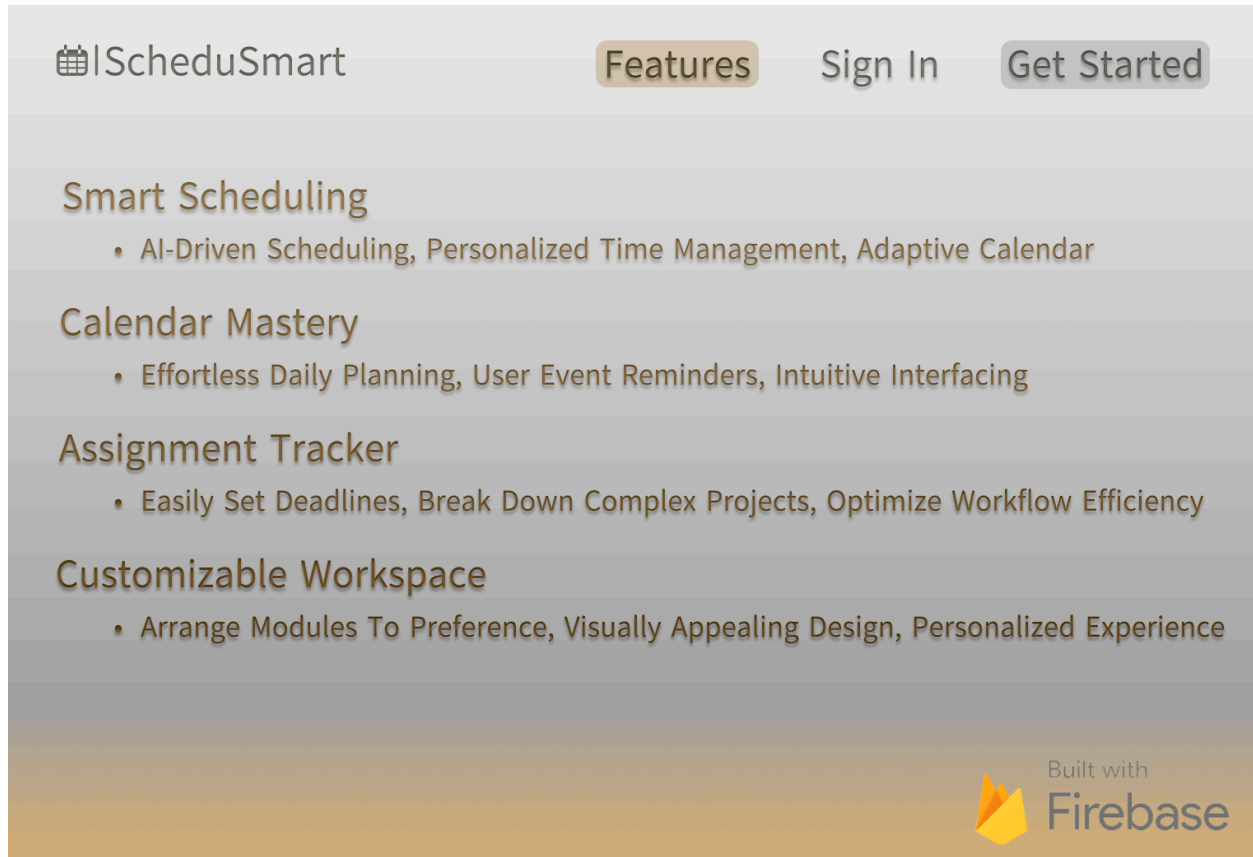 |ScheduSmart
Features
Sign In
Get Started
Smart Scheduling
• AI-Driven Scheduling, Personalized Time Management, Adaptive Calendar
Calendar Mastery
• Effortless Daily Planning, User Event Reminders, Intuitive Interfacing
Assignment Tracker
• Easily Set Deadlines, Break Down Complex Projects, Optimize Workflow Efficiency
Customizable Workspace
• Arrange Modules To Preference, Visually Appealing Design, Personalized Experience
Built with
Firebase